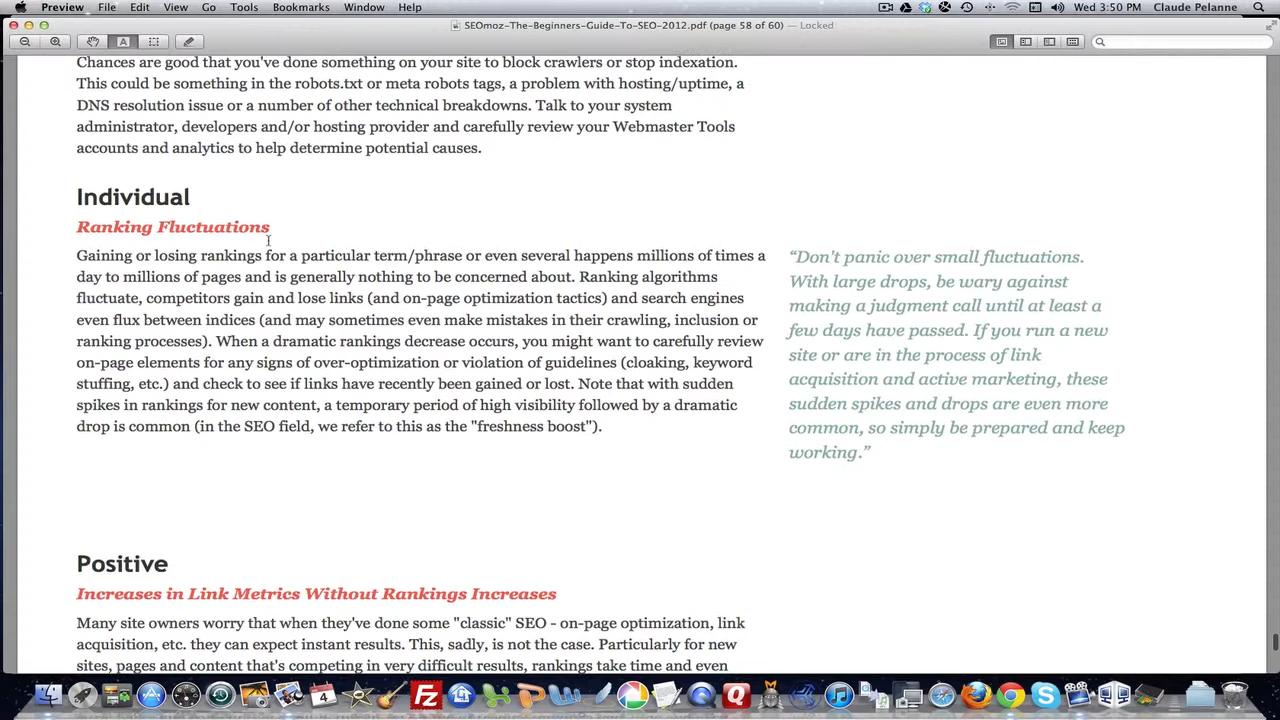 Preview File Edit View Go Tools Bookmarks Window Help
Wed 3:50 PM Claude Pelanne
SEOmoz-The-Beginners-Guide-To-SEO-2012.pdf (page 58 of 60) — Locked
Chances are good that you've done something on your site to block crawlers or stop indexation.
This could be something in the robots.txt or meta robots tags, a problem with hosting/uptime, a
DNS resolution issue or a number of other technical breakdowns. Talk to your system
administrator, developers and/or hosting provider and carefully review your Webmaster Tools
accounts and analytics to help determine potential causes.
Individual
Ranking Fluctuations
Gaining or losing rankings for a particular term/phrase or even several happens millions of times a
day to millions of pages and is generally nothing to be concerned about. Ranking algorithms
fluctuate, competitors gain and lose links (and on-page optimization tactics) and search engines
even flux between indices (and may sometimes even make mistakes in their crawling, inclusion or
ranking processes). When a dramatic rankings decrease occurs, you might want to carefully review
on-page elements for any signs of over-optimization or violation of guidelines (cloaking, keyword
stuffing, etc.) and check to see if links have recently been gained or lost. Note that with sudden
spikes in rankings for new content, a temporary period of high visibility followed by a dramatic
drop is common (in the SEO field, we refer to this as the "freshness boost").
“Don't panic over small fluctuations.
With large drops, be wary against
making a judgment call until at least a
few days have passed. If you run a new
site or are in the process of link
acquisition and active marketing, these
sudden spikes and drops are even more
common, so simply be prepared and keep
working.”
Positive
Increases in Link Metrics Without Rankings Increases
Many site owners worry that when they've done some "classic" SEO - on-page optimization, link
acquisition, etc. they can expect instant results. This, sadly, is not the case. Particularly for new
sites, pages and content that's competing in very difficult results, rankings take time and even